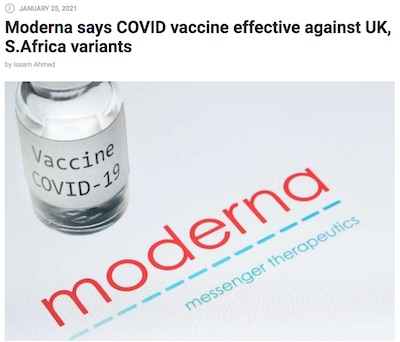 JANUARY 25, 2021
Moderna says COVID vaccine effective against UK,
S.Africa variants
by Issam Ahmed
Vaccine
COVID-19
moderna
messenger therapeutics